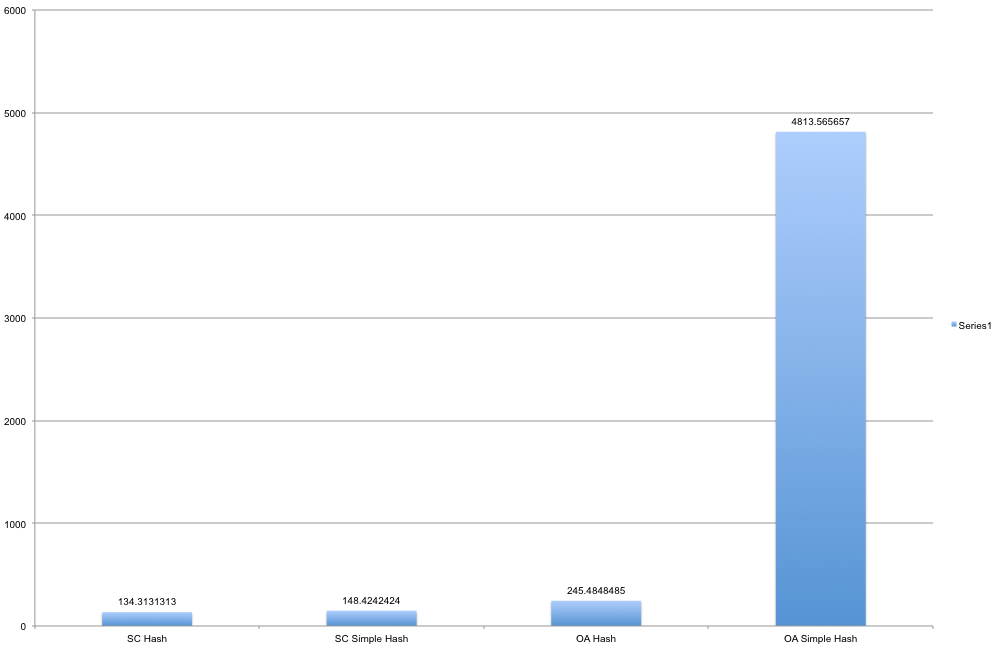 6000
5000
4813.565657
4000
3000
Series1
2000
1000
245.4848485
148.4242424
134.3131313
0
SC Hash
SC Simple Hash
OA Hash
OA Simple Hash